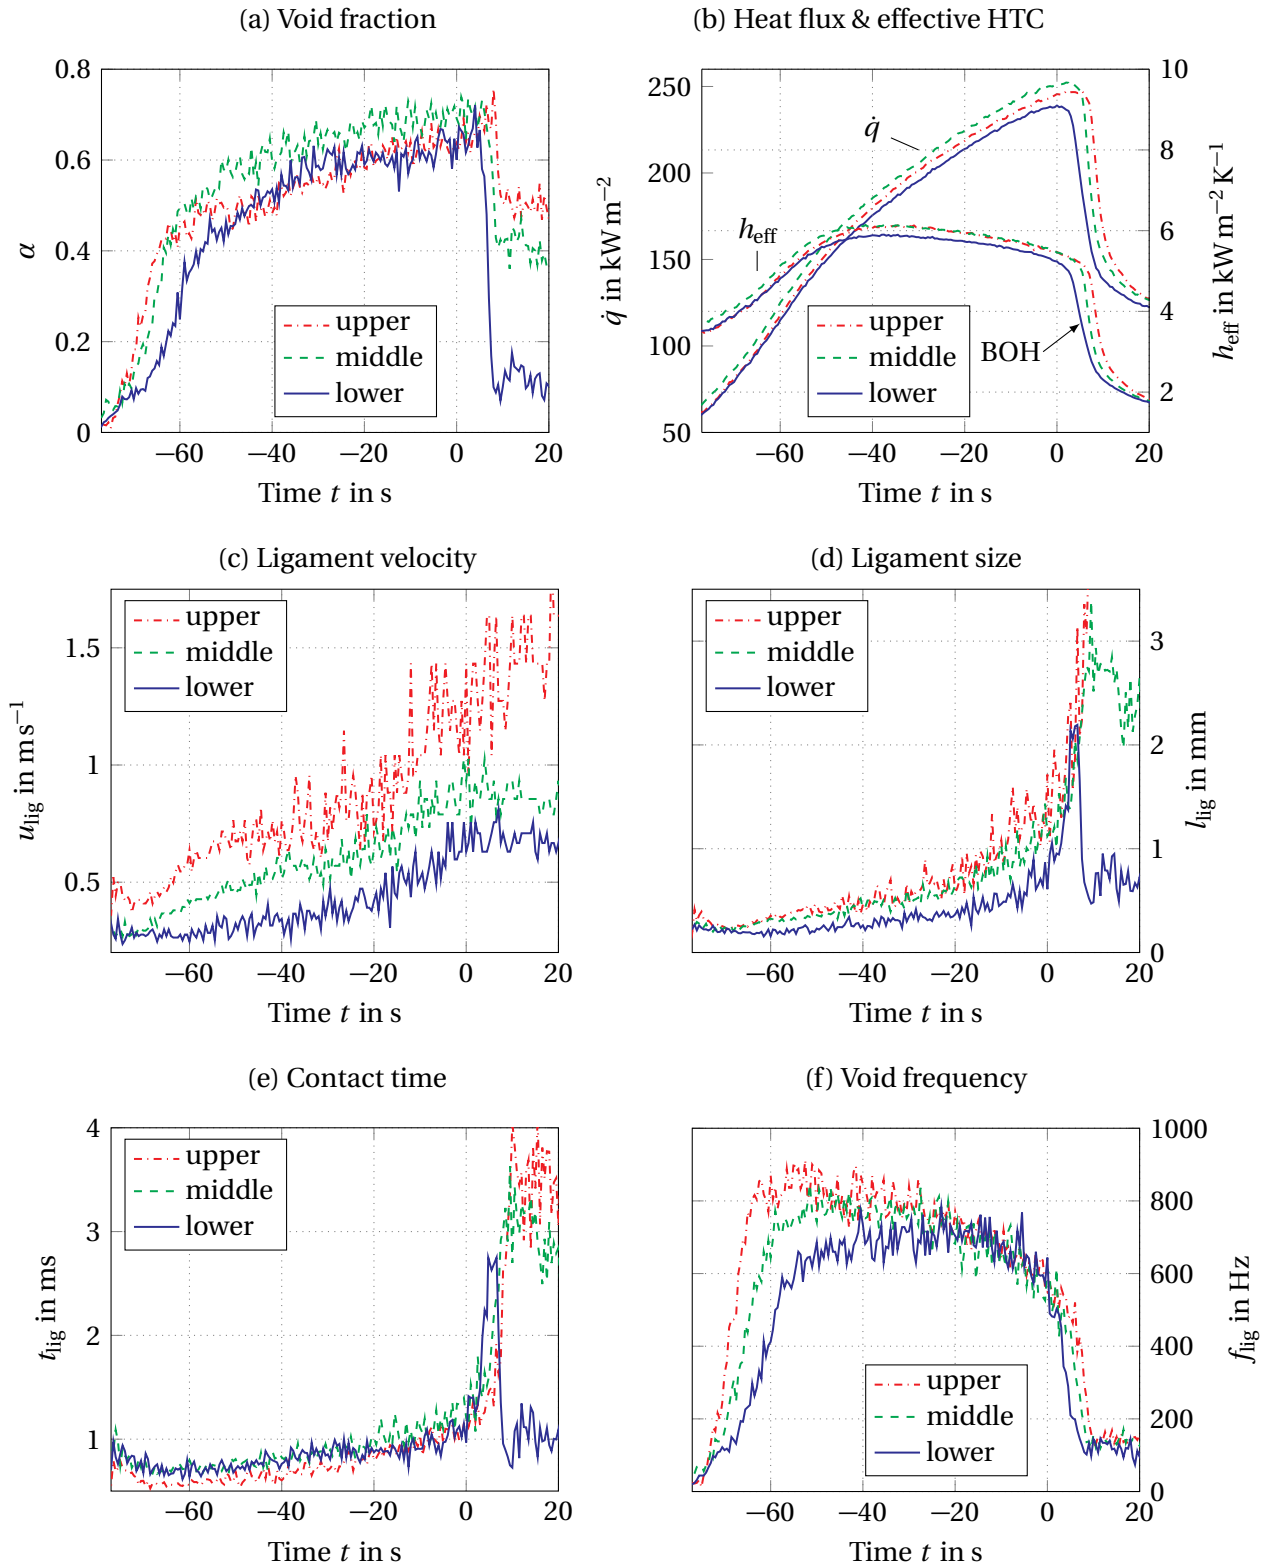 (a) Void fraction
0.8
0.6
0.4
0.2
0
α
upper
middle
lower
−60 −40 −20 0 20
Time t in s
(b) Heat flux & effective HTC
250
200
150
100
50
q̇ in kW m−2
q̇
heff
BOH
upper
middle
lower
10
8
6
4
2
heff in kW m−2 K−1
−60 −40 −20 0 20
Time t in s
(c) Ligament velocity
1.5
1
0.5
ulig in m s−1
upper
middle
lower
−60 −40 −20 0 20
Time t in s
(d) Ligament size
upper
middle
lower
3
2
1
0
llig in mm
−60 −40 −20 0 20
Time t in s
(e) Contact time
4
3
2
1
tlig in ms
upper
middle
lower
−60 −40 −20 0 20
Time t in s
(f) Void frequency
1000
800
600
400
200
0
flig in Hz
upper
middle
lower
−60 −40 −20 0 20
Time t in s